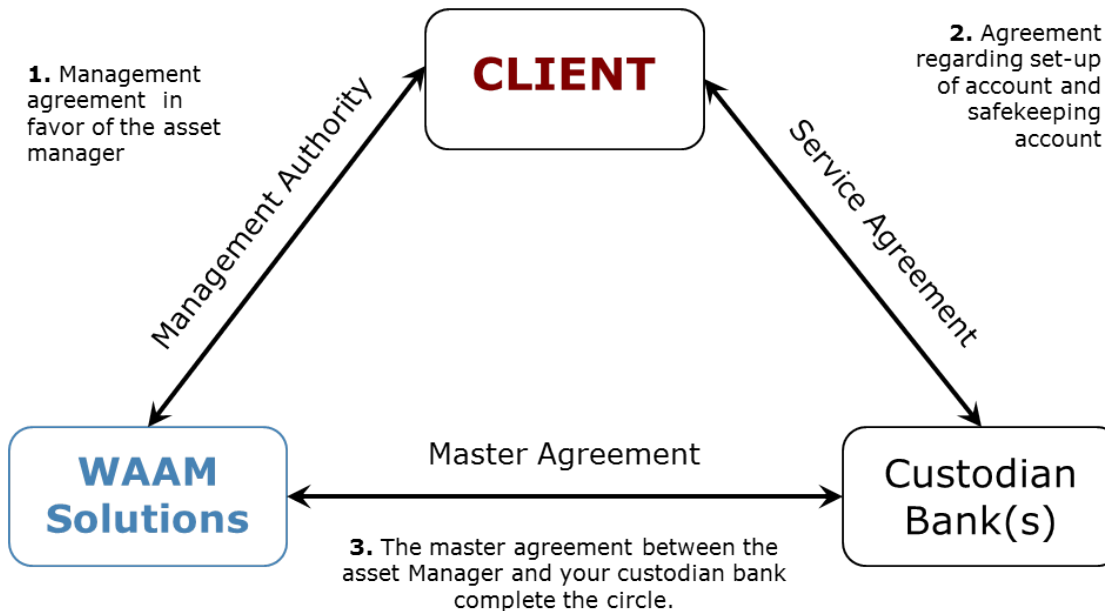 CLIENT
1. Management
agreement in
favor of the asset
manager
2. Agreement
regarding set-up
of account and
safekeeping
account
Management Authority
Service Agreement
WAAM
Solutions
Master Agreement
Custodian
Bank(s)
3. The master agreement between the
asset Manager and your custodian bank
complete the circle.